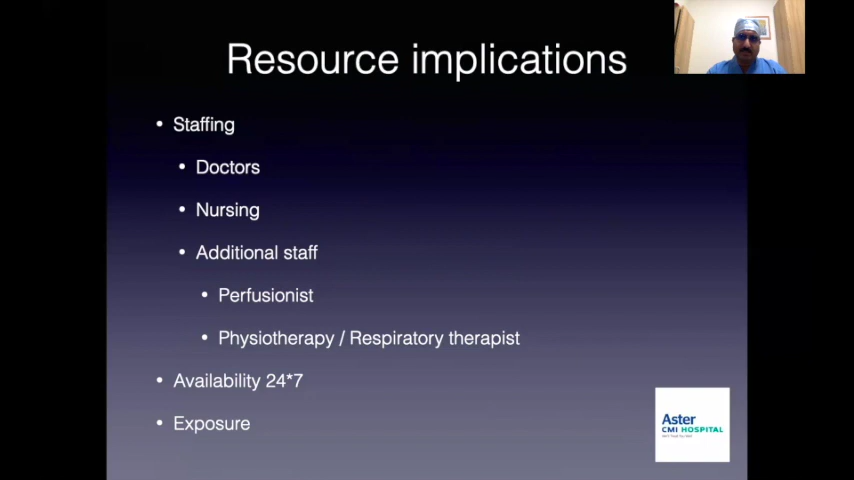 Resource implications
• Staffing
• Doctors
• Nursing
• Additional staff
• Perfusionist
• Physiotherapy / Respiratory therapist
• Availability 24*7
• Exposure
Aster
CMI HOSPITAL